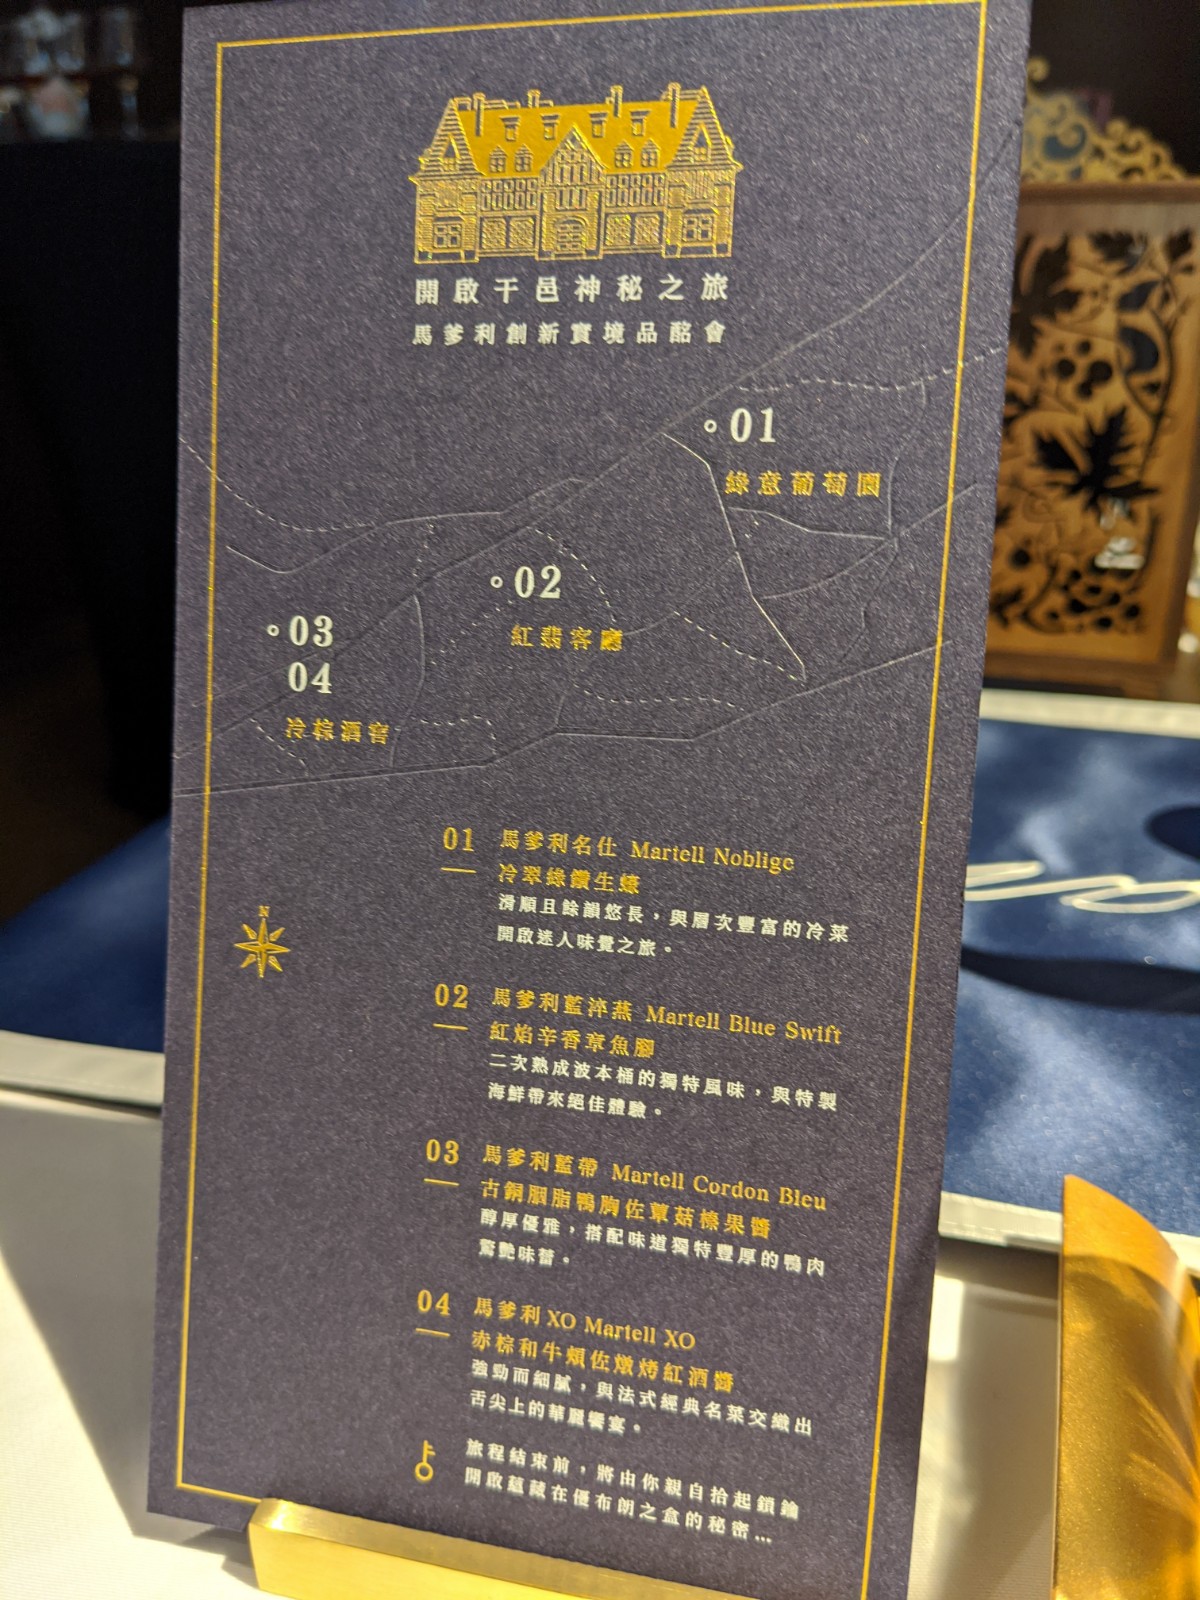 開啟干邑神秘之旅
馬爹利創新實境品酩會
01
綠意葡萄園
02
紅翡客廳
03
04
冷棕酒窖
N
01 馬爹利名仕 Martell Noblige
冷翠綠鑽生蠔
滑順且餘韻悠長，與層次豐富的冷菜
開啟迷人味覺之旅。
02 馬爹利藍淬燕 Martell Blue Swift
紅焰辛香章魚腳
二次熟成波本桶的獨特風味，與特製
海鮮帶來絕佳體驗。
03 馬爹利藍帶 Martell Cordon Bleu
古銅胭脂鴨胸佐蕈菇榛果醬
醇厚優雅，搭配味道獨特豐厚的鴨肉
驚艷味蕾。
04 馬爹利XO Martell XO
赤棕和牛頰佐燉烤紅酒醬
強勁而細膩，與法式經典名菜交織出
舌尖上的華麗饗宴。
旅程結束前，將由你親自拾起鎖鑰
開啟蘊藏在優布朗之盒的秘密...